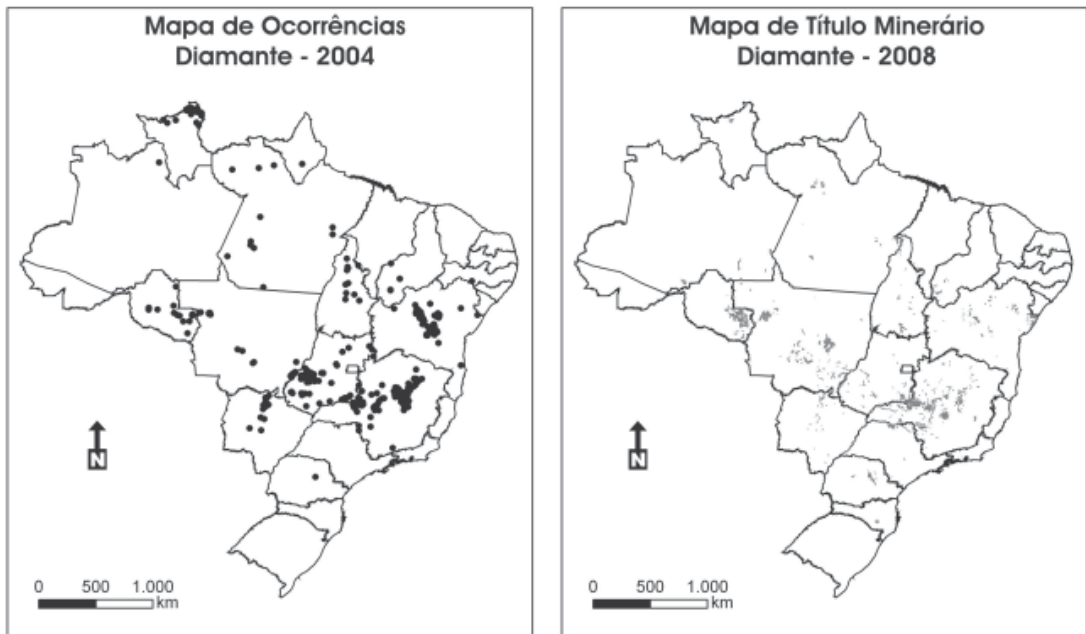 Mapa de Ocorrências
Diamante - 2004
N
0 500 1.000
km
Mapa de Título Minerário
Diamante - 2008
N
0 500 1.000
km